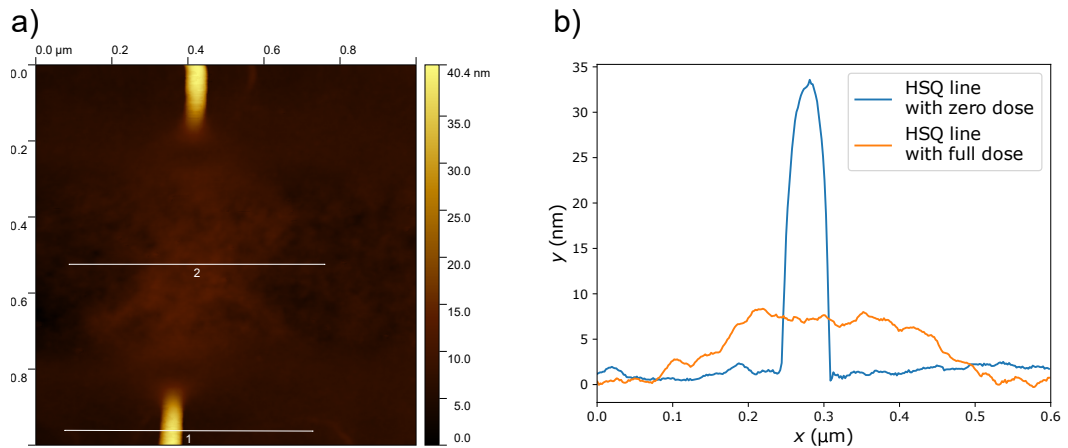 a)
0.0 µm 0.2 0.4 0.6 0.8
0.0
0.2
0.4
0.6
0.8
2
1
40.4 nm
35.0
30.0
25.0
20.0
15.0
10.0
5.0
0.0
b)
35
30
25
20
15
10
5
0
y (nm)
HSQ line
with zero dose
HSQ line
with full dose
0.0 0.1 0.2 0.3 0.4 0.5 0.6
x (µm)